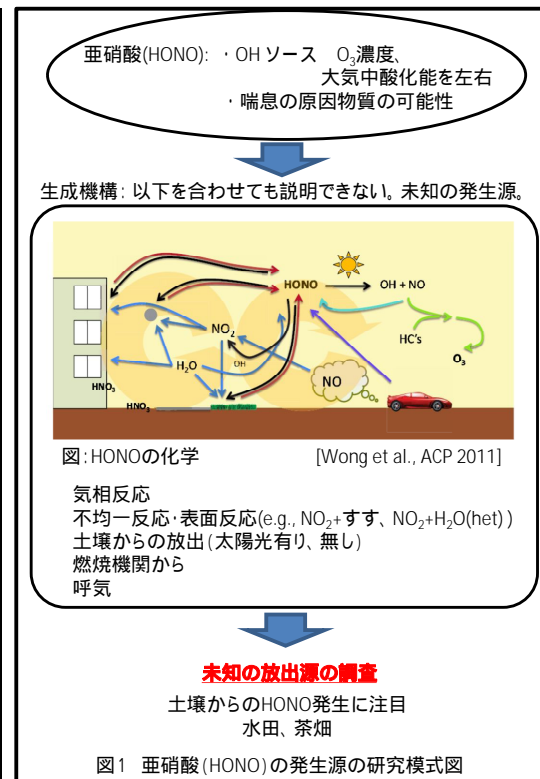 亜硝酸(HONO): ・OH ソース O₃濃度、
大気中酸化能を左右
・喘息の原因物質の可能性
生成機構: 以下を合わせても説明できない。未知の発生源。
HONO
OH + NO
NO₂
HC's
O₃
H₂O
OH
NO
HNO₃
HNO₃
図:HONOの化学 [Wong et al., ACP 2011]
気相反応
不均一反応・表面反応(e.g., NO₂+すす、NO₂+H₂O(het) )
土壌からの放出(太陽光有り、無し)
燃焼機関から
呼気
未知の放出源の調査
土壌からのHONO発生に注目
水田、茶畑
図1 亜硝酸(HONO)の発生源の研究模式図